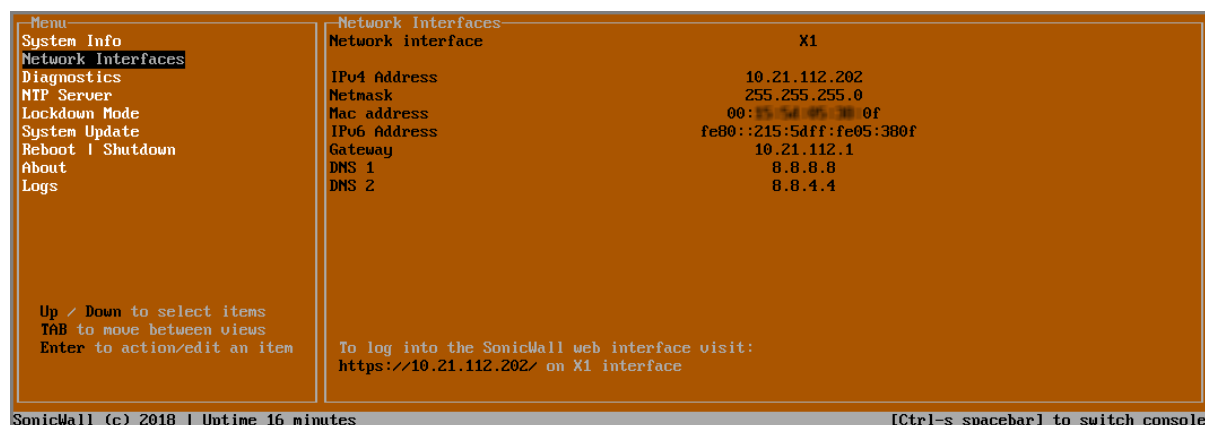 Menu
System Info
Network Interfaces
Diagnostics
NTP Server
Lockdown Mode
System Update
Reboot | Shutdown
About
Logs
Up / Down to select items
TAB to move between views
Enter to action/edit an item
Network Interfaces
Network interface X1
IPv4 Address 10.21.112.202
Netmask 255.255.255.0
Mac address 00: 0f
IPv6 Address fe80::215:5dff:fe05:380f
Gateway 10.21.112.1
DNS 1 8.8.8.8
DNS 2 8.8.4.4
To log into the SonicWall web interface visit:
https://10.21.112.202/ on X1 interface
SonicWall (c) 2018 | Uptime 16 minutes [Ctrl-s spacebar] to switch console